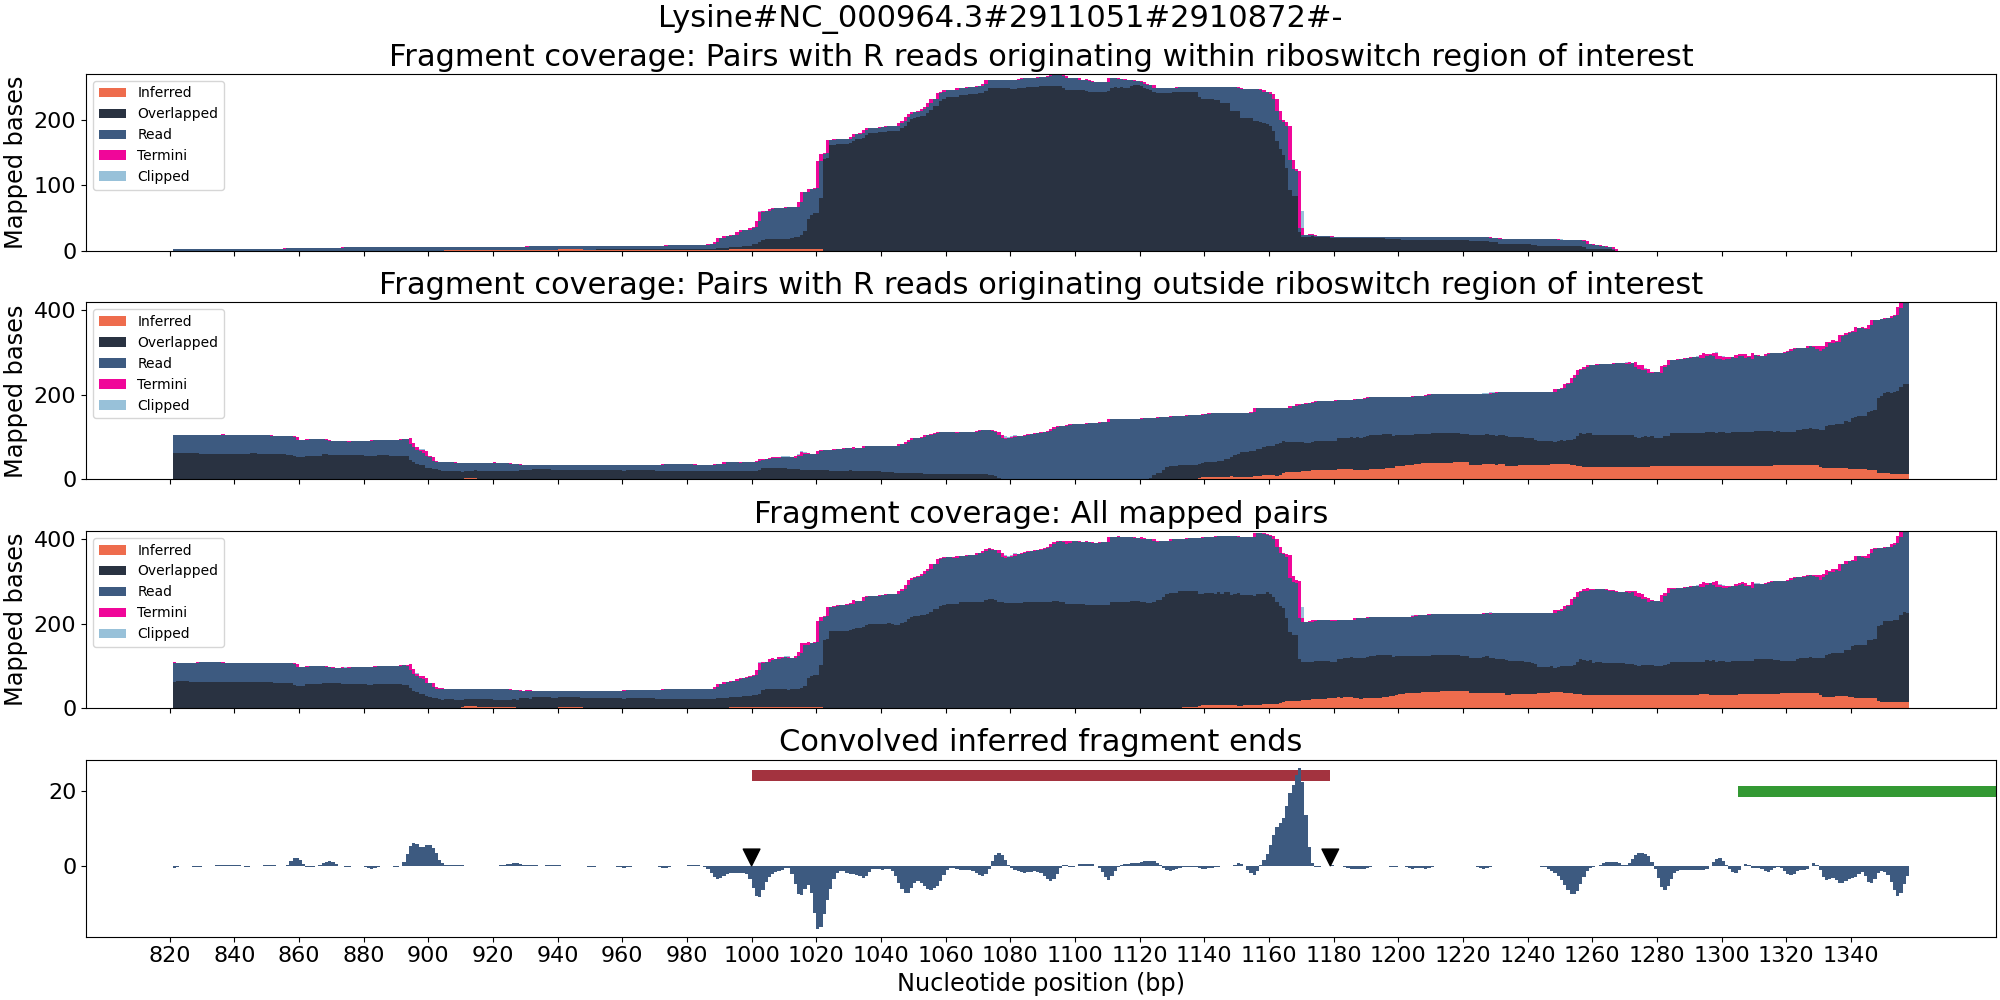 Lysine#NC_000964.3#2911051#2910872#-
Fragment coverage: Pairs with R reads originating within riboswitch region of interest
Mapped bases
200
100
0
Inferred
Overlapped
Read
Termini
Clipped
Fragment coverage: Pairs with R reads originating outside riboswitch region of interest
Mapped bases
400
200
0
Inferred
Overlapped
Read
Termini
Clipped
Fragment coverage: All mapped pairs
Mapped bases
400
200
0
Inferred
Overlapped
Read
Termini
Clipped
Convolved inferred fragment ends
20
0
820 840 860 880 900 920 940 960 980 1000 1020 1040 1060 1080 1100 1120 1140 1160 1180 1200 1220 1240 1260 1280 1300 1320 1340
Nucleotide position (bp)